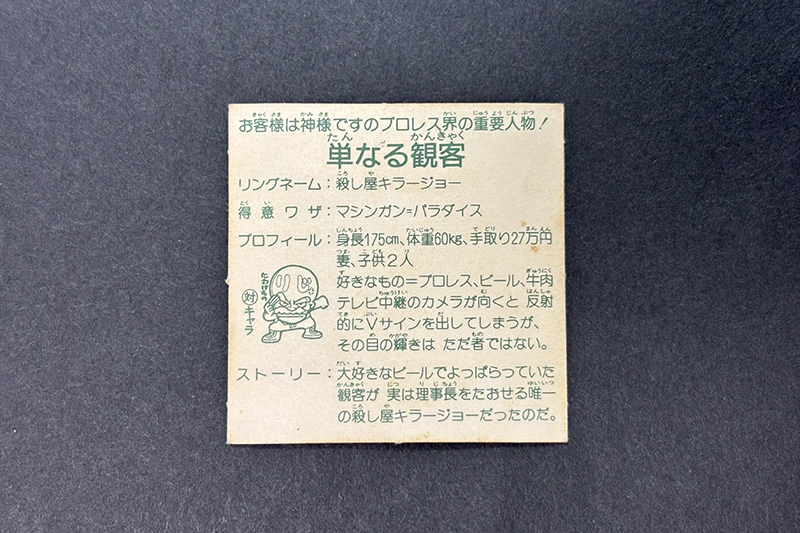 お客様は神様ですのプロレス界の重要人物！
単なる観客
リングネーム：殺し屋キラージョー
得意ワザ：マシンガン=パラダイス
プロフィール：身長175cm、体重60kg、手取り27万円
妻、子供2人
好きなもの=プロレス、ビール、牛肉
テレビ中継のカメラが向くと 反射
的にVサインを出してしまうが、
その目の輝きは ただ者ではない。
対
キャラ
リじ
ストーリー：大好きなビールでよっぱらっていた
観客が 実は理事長をたおせる唯一
の殺し屋キラージョーだったのだ。